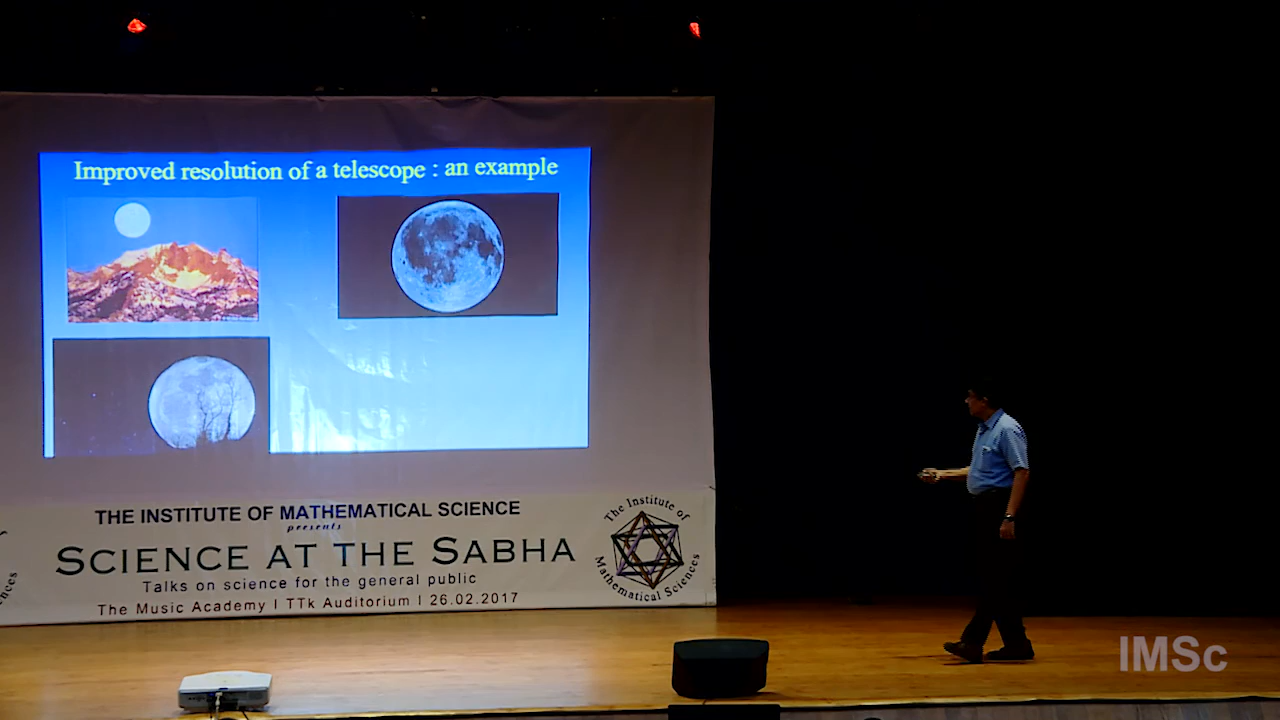 Improved resolution of a telescope : an example
THE INSTITUTE OF MATHEMATICAL SCIENCE
presents
SCIENCE AT THE SABHA
Talks on science for the general public
The Music Academy I TTk Auditorium I 26.02.2017
The Institute of
Mathematical Sciences
IMSc